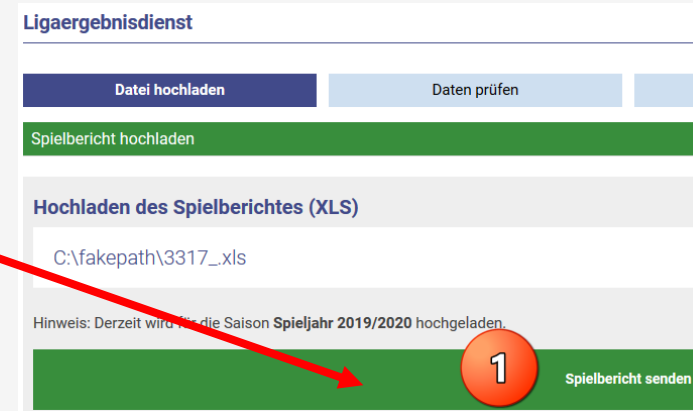 Ligaergebnisdienst
Datei hochladen
Daten prüfen
Spielbericht hochladen
Hochladen des Spielberichtes (XLS)
C:\fakepath\3317_.xls
Hinweis: Derzeit wird für die Saison Spieljahr 2019/2020 hochgeladen.
1
Spielbericht senden